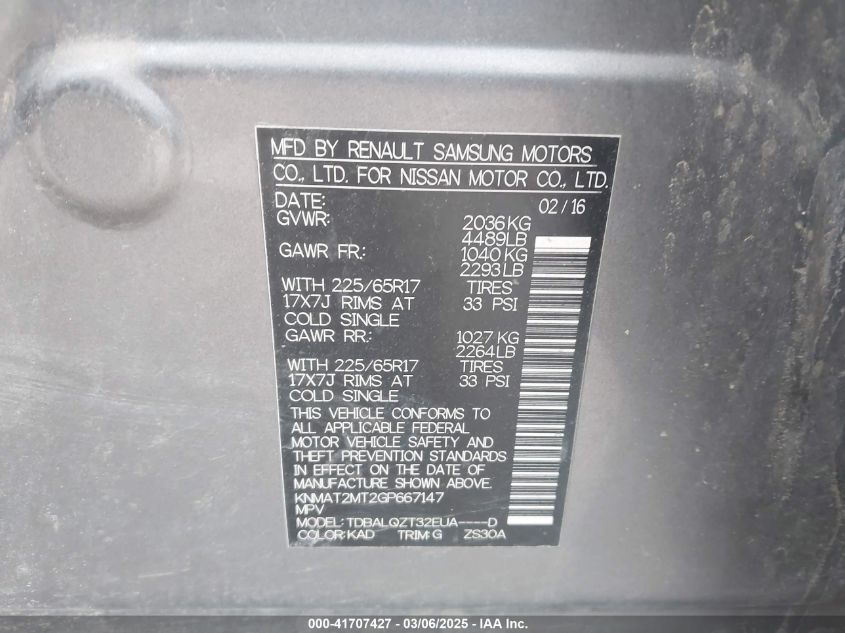 MFD BY RENAULT SAMSUNG MOTORS
CO., LTD. FOR NISSAN MOTOR CO., LTD.
DATE: 02/16
GVWR: 2036KG
4489LB
GAWR FR.: 1040KG
2293LB
WITH 225/65R17 TIRES
17X7J RIMS AT 33 PSI
COLD SINGLE
GAWR RR.: 1027KG
2264LB
WITH 225/65R17 TIRES
17X7J RIMS AT 33 PSI
COLD SINGLE
THIS VEHICLE CONFORMS TO
ALL APPLICABLE FEDERAL
MOTOR VEHICLE SAFETY AND
THEFT PREVENTION STANDARDS
IN EFFECT ON THE DATE OF
MANUFACTURE SHOWN ABOVE.
KNMAT2MT2GP667147
MPV
MODEL: TDBALQZT32EUA----D
COLOR:KAD TRIM:G ZS30A
000-41707427 - 03/06/2025 - IAA Inc.